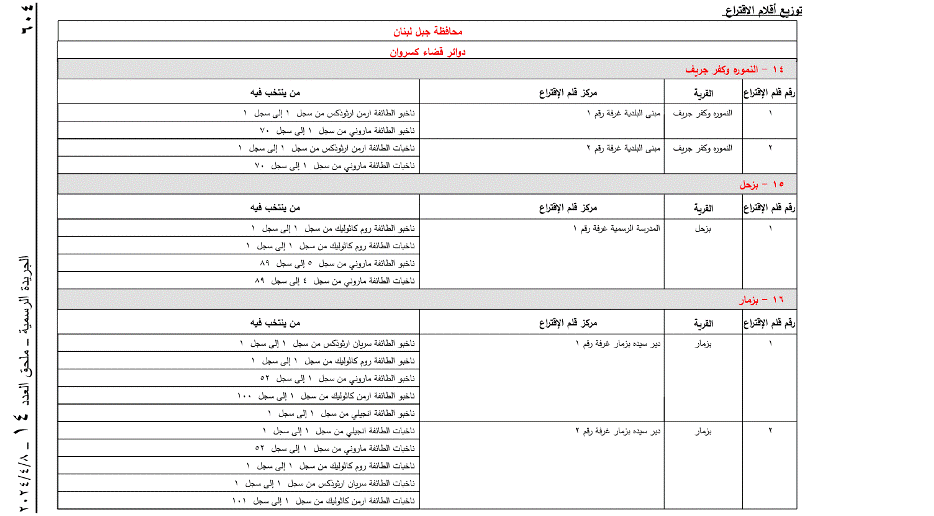 توزيع أقلام الاقتراع
محافظة جبل لبنان
دوائر قضاء كسروان
١٤ - النموره وكفر جريف
رقم قلم الإقتراع القرية مركز قلم الإقتراع من ينتخب فيه
١ النموره وكفر جريف مبنى البلدية غرفة رقم ١ ناخبو الطائفة ارمن ارثوذكس من سجل ١ إلى سجل ١
ناخبو الطائفة ماروني من سجل ١ إلى سجل ٧٠
٢ النموره وكفر جريف مبنى البلدية غرفة رقم ٢ ناخبات الطائفة ارمن ارثوذكس من سجل ١ إلى سجل ١
ناخبات الطائفة ماروني من سجل ١ إلى سجل ٧٠
١٥ - بزحل
رقم قلم الإقتراع القرية مركز قلم الإقتراع من ينتخب فيه
١ بزحل المدرسة الرسمية غرفة رقم ١ ناخبو الطائفة روم كاثوليك من سجل ١ إلى سجل ١
ناخبات الطائفة روم كاثوليك من سجل ١ إلى سجل ١
ناخبو الطائفة ماروني من سجل ٥ إلى سجل ٨٩
ناخبات الطائفة ماروني من سجل ٤ إلى سجل ٨٩
١٦ - بزمار
رقم قلم الإقتراع القرية مركز قلم الإقتراع من ينتخب فيه
١ بزمار دير سيده بزمار غرفة رقم ١ ناخبو الطائفة سريان ارثوذكس من سجل ١ إلى سجل ١
ناخبو الطائفة روم كاثوليك من سجل ١ إلى سجل ١
ناخبو الطائفة ماروني من سجل ١ إلى سجل ٥٢
ناخبو الطائفة ارمن كاثوليك من سجل ١ إلى سجل ١٠٠
ناخبو الطائفة انجيلي من سجل ١ إلى سجل ١
٢ بزمار دير سيده بزمار غرفة رقم ٢ ناخبات الطائفة انجيلي من سجل ١ إلى سجل ١
ناخبات الطائفة ماروني من سجل ١ إلى سجل ٥٢
ناخبات الطائفة روم كاثوليك من سجل ١ إلى سجل ١
ناخبات الطائفة سريان ارثوذكس من سجل ١ إلى سجل ١
ناخبات الطائفة ارمن كاثوليك من سجل ١ إلى سجل ١٠١
٦٠٤
الجريدة الرسمية – ملحق العدد ١٤ – ٢٠٢٤/٤/٨